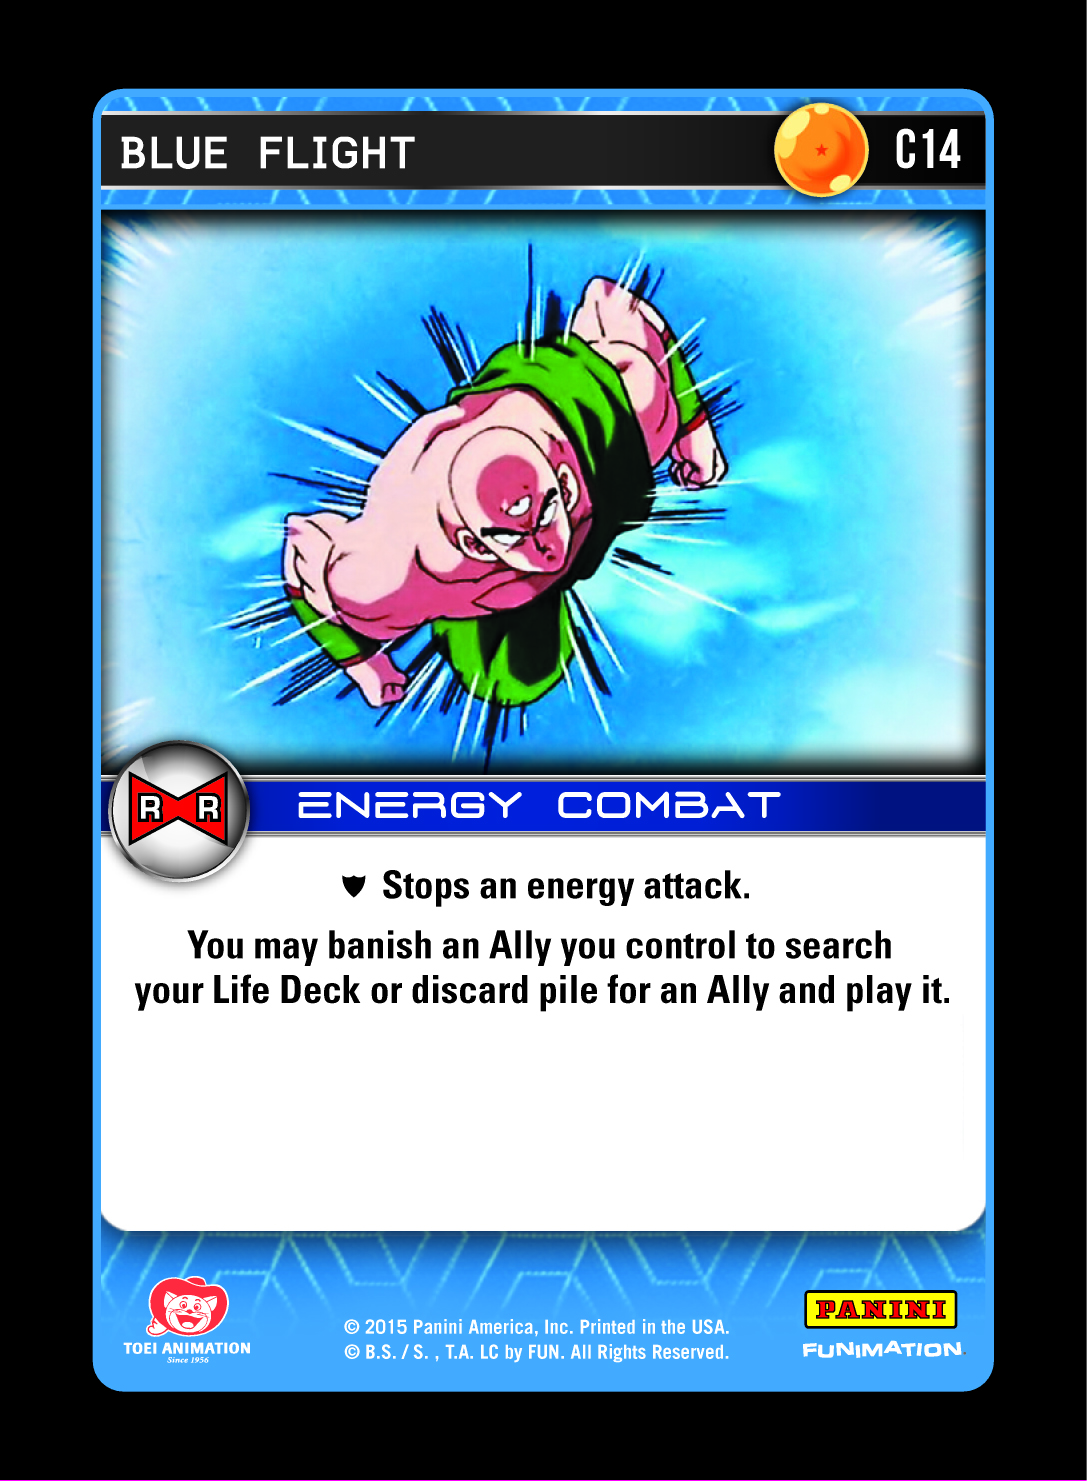 BLUE FLIGHT
C14
R R
ENERGY COMBAT
Stops an energy attack.
You may banish an Ally you control to search
your Life Deck or discard pile for an Ally and play it.
TOEI ANIMATION
Since 1956
© 2015 Panini America, Inc. Printed in the USA.
© B.S. / S. , T.A. LC by FUN. All Rights Reserved.
PANINI
FUNIMATION